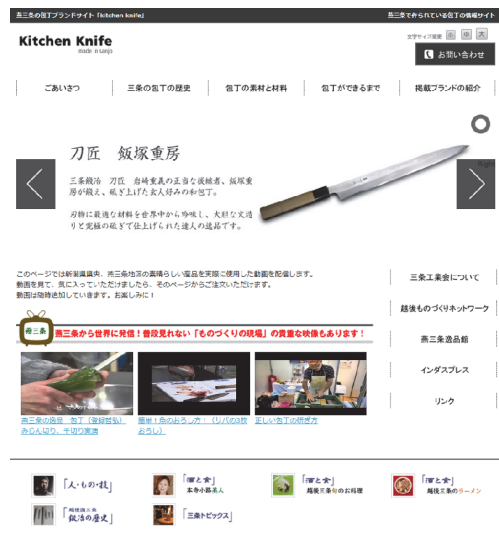 燕三条の包丁ブランドサイト「kitchen knife」
燕三条で作られている包丁の情報サイト
Kitchen Knife
made in sanjo
文字サイズ変更 小 中 大
お問い合わせ
ごあいさつ
三条の包丁の歴史
包丁の素材と材料
包丁ができるまで
掲載ブランドの紹介
刀匠 飯塚重房
三条鍛冶 刀匠 岩崎重義の正当な後継者、飯塚重
房が鍛え、砥ぎ上げた玄人好みの和包丁。
刃物に最適な材料を世界中から吟味し、大胆な火造
りと究極の砥ぎで仕上げられた達人の逸品です。
このページでは新潟県県央、燕三条地区の素晴らしい産品を実際に使用した動画を配信します。
動画を見て、気に入っていただけましたら、そのページからご注文いただけます。
動画は随時追加していきます。お楽しみに!
燕三条
燕三条から世界に発信!普段見れない「ものづくりの現場」の貴重な映像もあります!
燕三条の逸品 包丁(登録哲弘)
みじん切り、千切り実演
簡単!魚のおろし方!(リバの3枚
おろし)
正しい包丁の研ぎ方
三条工業会について
越後ものづくりネットワーク
燕三条逸品館
インダスプレス
リンク
「人・もの・技」
「酒と食」
本寺小路美人
「酒と食」
越後三条旬のお料理
「酒と食」
越後三条のラーメン
越後国三条
「鍛冶の歴史」
「三条トピックス」